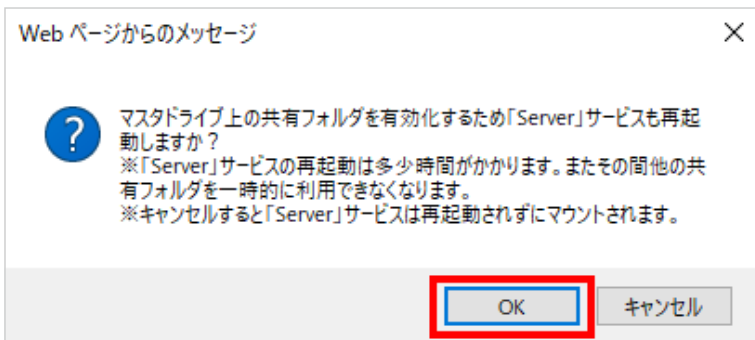 Web ページからのメッセージ
マスタドライブ上の共有フォルダを有効化するため「Server」サービスも再起
動しますか？
※「Server」サービスの再起動は多少時間がかかります。またその間他の共
有フォルダを一時的に利用できなくなります。
※キャンセルすると「Server」サービスは再起動されずにマウントされます。
OK
キャンセル